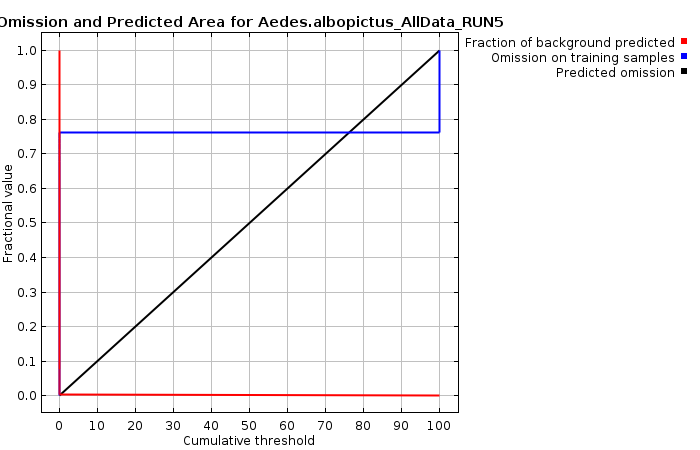 Omission and Predicted Area for Aedes.albopictus_AllData_RUN5
Fraction of background predicted
Omission on training samples
Predicted omission
1.0
0.9
0.8
0.7
0.6
0.5
0.4
0.3
0.2
0.1
0.0
Fractional value
0 10 20 30 40 50 60 70 80 90 100
Cumulative threshold